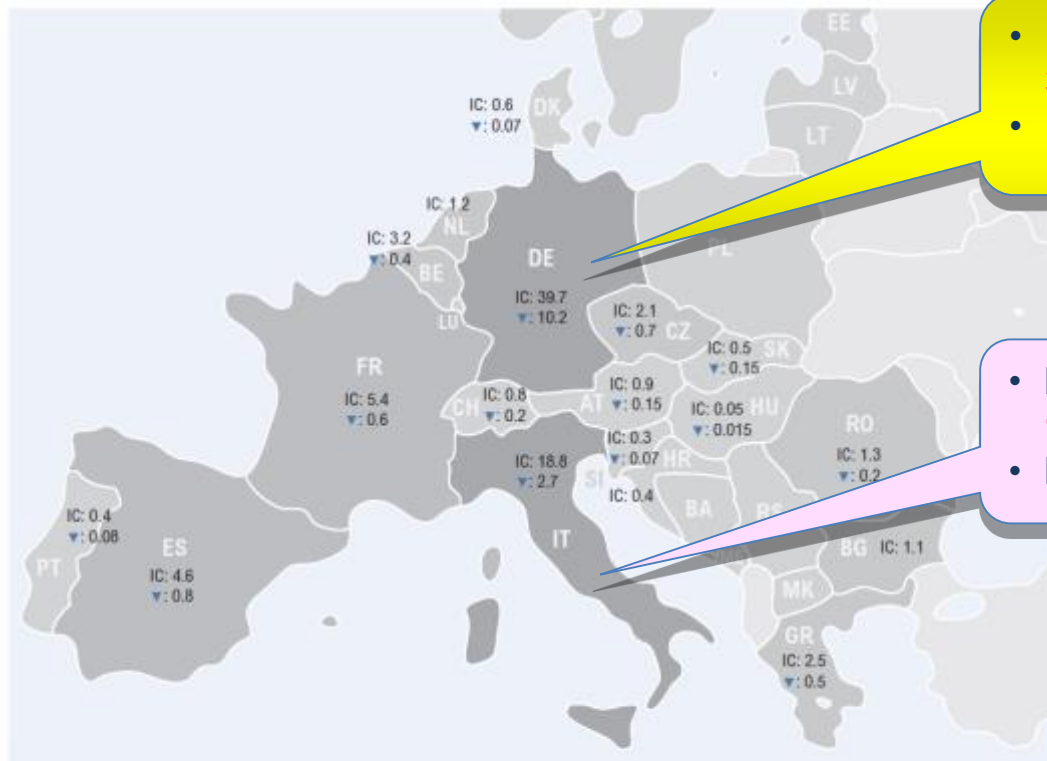 EE
LV
LT
IC: 0.6
▼: 0.07
DK
IC: 1.2
NL
IC: 3.2
▼: 0.4
BE
LU
DE
IC: 39.7
▼: 10.2
PL
IC: 2.1
▼: 0.7
CZ
IC: 0.5
▼: 0.15
SK
FR
IC: 5.4
▼: 0.6
CH
IC: 0.8
▼: 0.2
AT
IC: 0.9
▼: 0.15
IC: 0.05
▼: 0.015
HU
RO
IC: 1.3
▼: 0.2
IC: 0.3
▼: 0.07
SI
HR
IC: 0.4
IC: 18.8
▼: 2.7
IT
BA
RS
BG
IC: 1.1
IC: 0.4
▼: 0.08
PT
ES
IC: 4.6
▼: 0.8
MK
GR
IC: 2.5
▼: 0.5